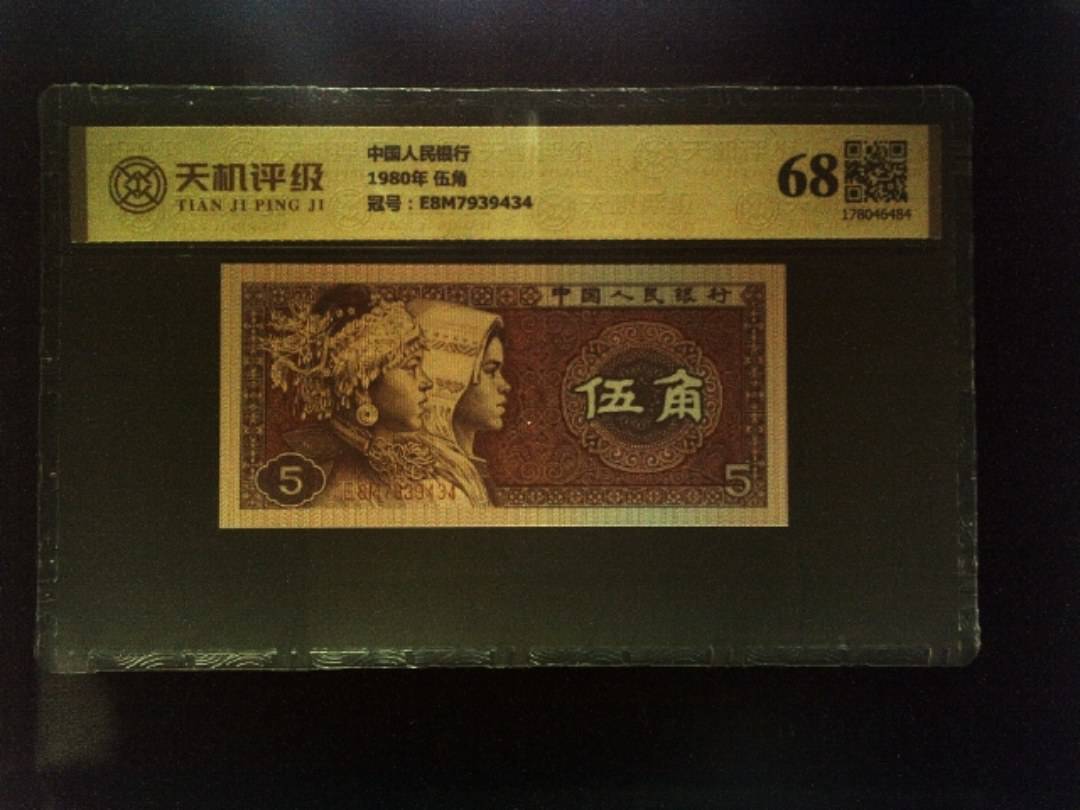 天机评级
TIAN JI PING JI
中国人民银行
1980年 伍角
冠号：E8M7939434
68
178046484
中国人民银行
伍角
5
E8M7939434
5